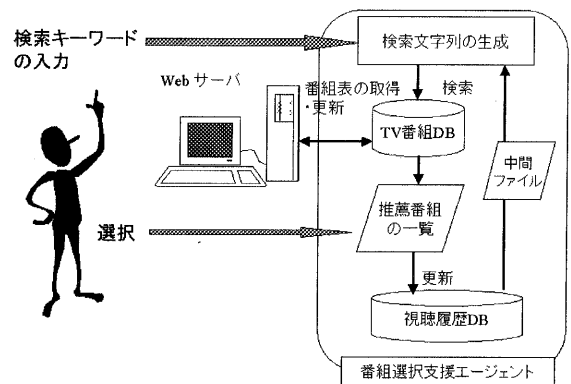 検索キーワード
の入力
検索文字列の生成
Web サーバ
番組表の取得
・更新
検索
TV番組DB
中間
ファイル
推薦番組
の一覧
選択
更新
視聴履歴DB
番組選択支援エージェント